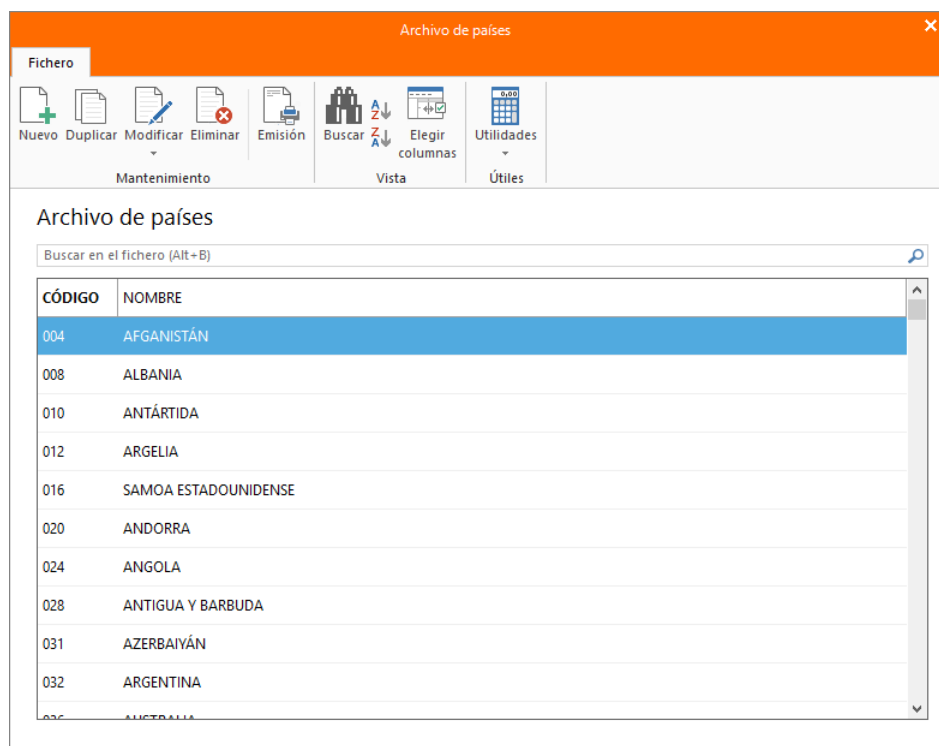 Archivo de países
Fichero
Nuevo Duplicar Modificar Eliminar Emisión Buscar Elegir columnas Utilidades
Mantenimiento Vista Útiles
Archivo de países
Buscar en el fichero (Alt+B)
CÓDIGO NOMBRE
004 AFGANISTÁN
008 ALBANIA
010 ANTÁRTIDA
012 ARGELIA
016 SAMOA ESTADOUNIDENSE
020 ANDORRA
024 ANGOLA
028 ANTIGUA Y BARBUDA
031 AZERBAIYÁN
032 ARGENTINA
036 AUSTRALIA